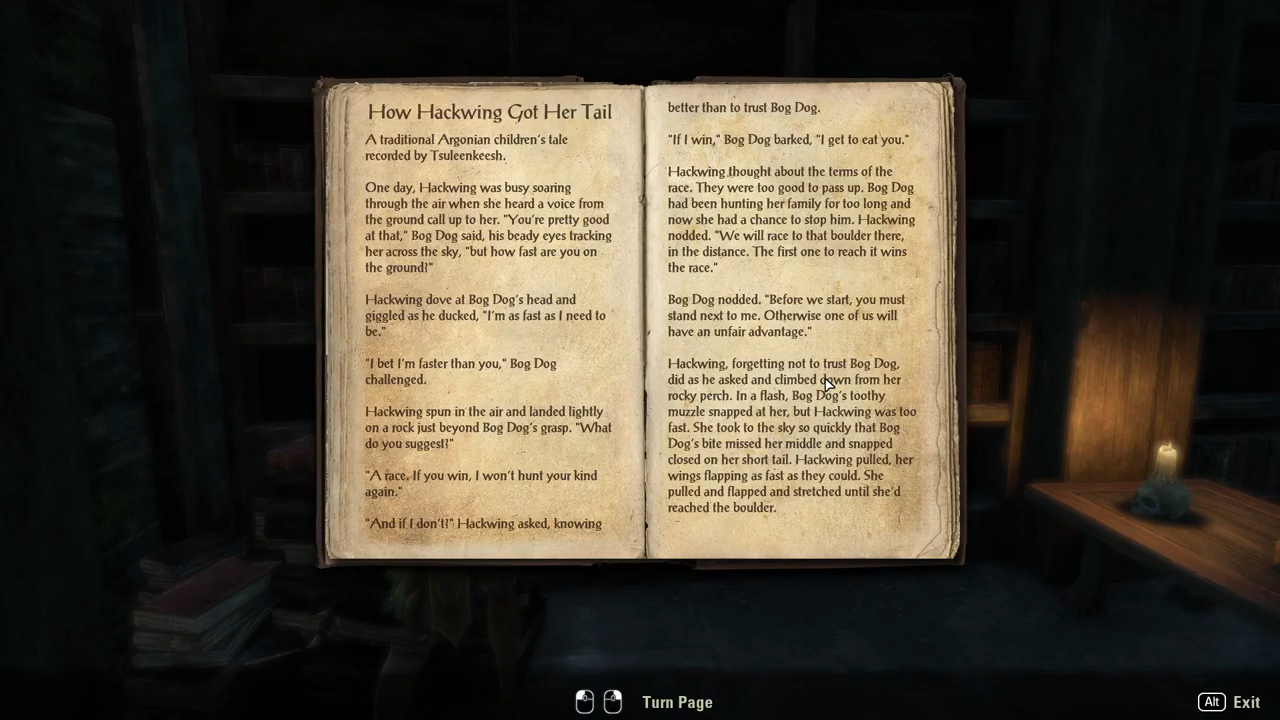 How Hackwing Got Her Tail
A traditional Argonian children's tale
recorded by Tsuleenkeesh.
One day, Hackwing was busy soaring
through the air when she heard a voice from
the ground call up to her. "You're pretty good
at that," Bog Dog said, his beady eyes tracking
her across the sky, "but how fast are you on
the ground?"
Hackwing dove at Bog Dog's head and
giggled as he ducked, "I'm as fast as I need to
be."
"I bet I'm faster than you," Bog Dog
challenged.
Hackwing spun in the air and landed lightly
on a rock just beyond Bog Dog's grasp. "What
do you suggest?"
"A race. If you win, I won't hunt your kind
again."
"And if I don't?" Hackwing asked, knowing
better than to trust Bog Dog.
"If I win," Bog Dog barked, "I get to eat you."
Hackwing thought about the terms of the
race. They were too good to pass up. Bog Dog
had been hunting her family for too long and
now she had a chance to stop him. Hackwing
nodded. "We will race to that boulder there,
in the distance. The first one to reach it wins
the race."
Bog Dog nodded. "Before we start, you must
stand next to me. Otherwise one of us will
have an unfair advantage."
Hackwing, forgetting not to trust Bog Dog,
did as he asked and climbed down from her
rocky perch. In a flash, Bog Dog's toothy
muzzle snapped at her, but Hackwing was too
fast. She took to the sky so quickly that Bog
Dog's bite missed her middle and snapped
closed on her short tail. Hackwing pulled, her
wings flapping as fast as they could. She
pulled and flapped and stretched until she'd
reached the boulder.
Turn Page
Alt Exit